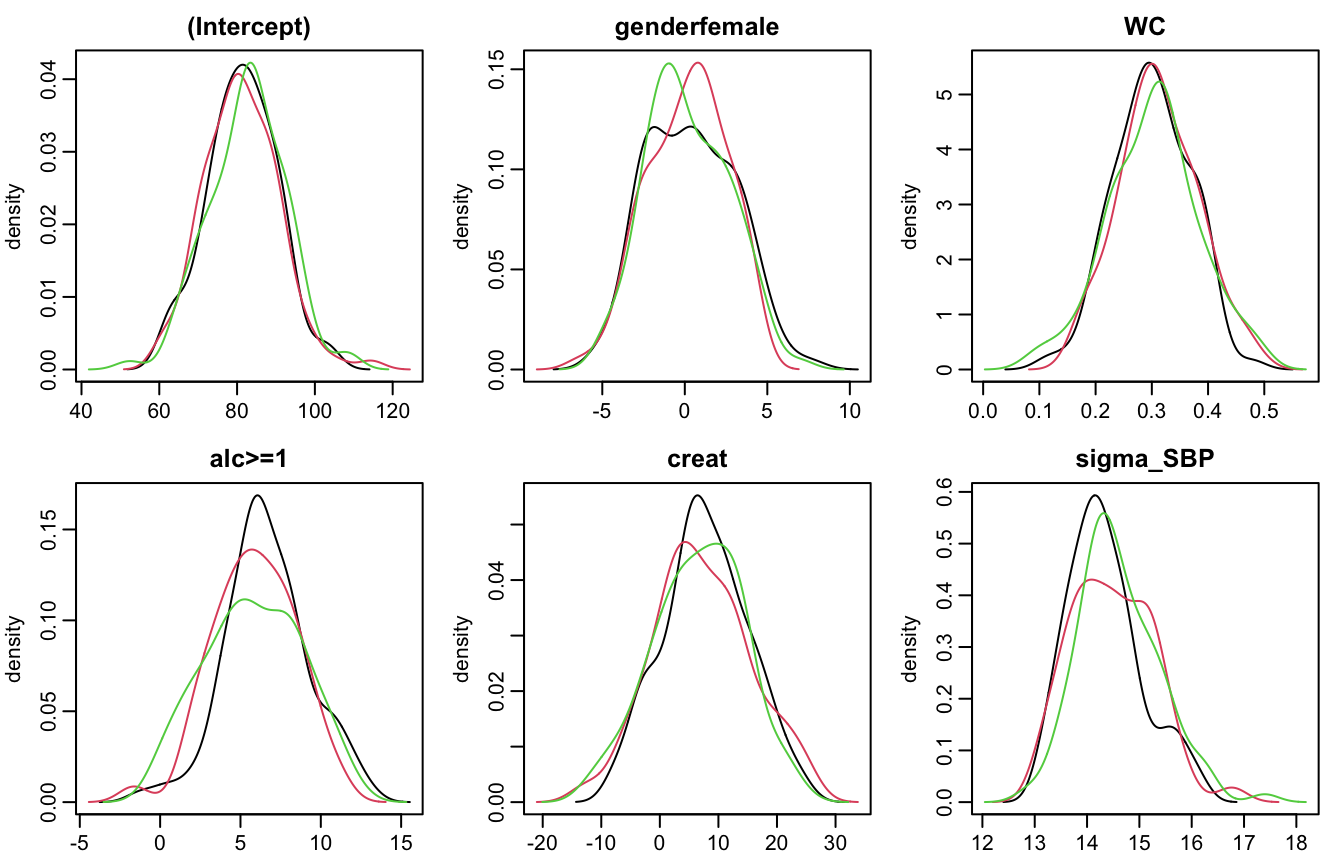 (Intercept)
genderfemale
WC
density
0.00 0.01 0.02 0.03 0.04
40 60 80 100 120
density
0.00 0.05 0.10 0.15
-5 0 5 10
density
0 1 2 3 4 5
0.0 0.1 0.2 0.3 0.4 0.5
alc>=1
creat
sigma_SBP
density
0.00 0.05 0.10 0.15
-5 0 5 10 15
density
0.00 0.02 0.04
-20 -10 0 10 20 30
density
0.0 0.1 0.2 0.3 0.4 0.5 0.6
12 13 14 15 16 17 18